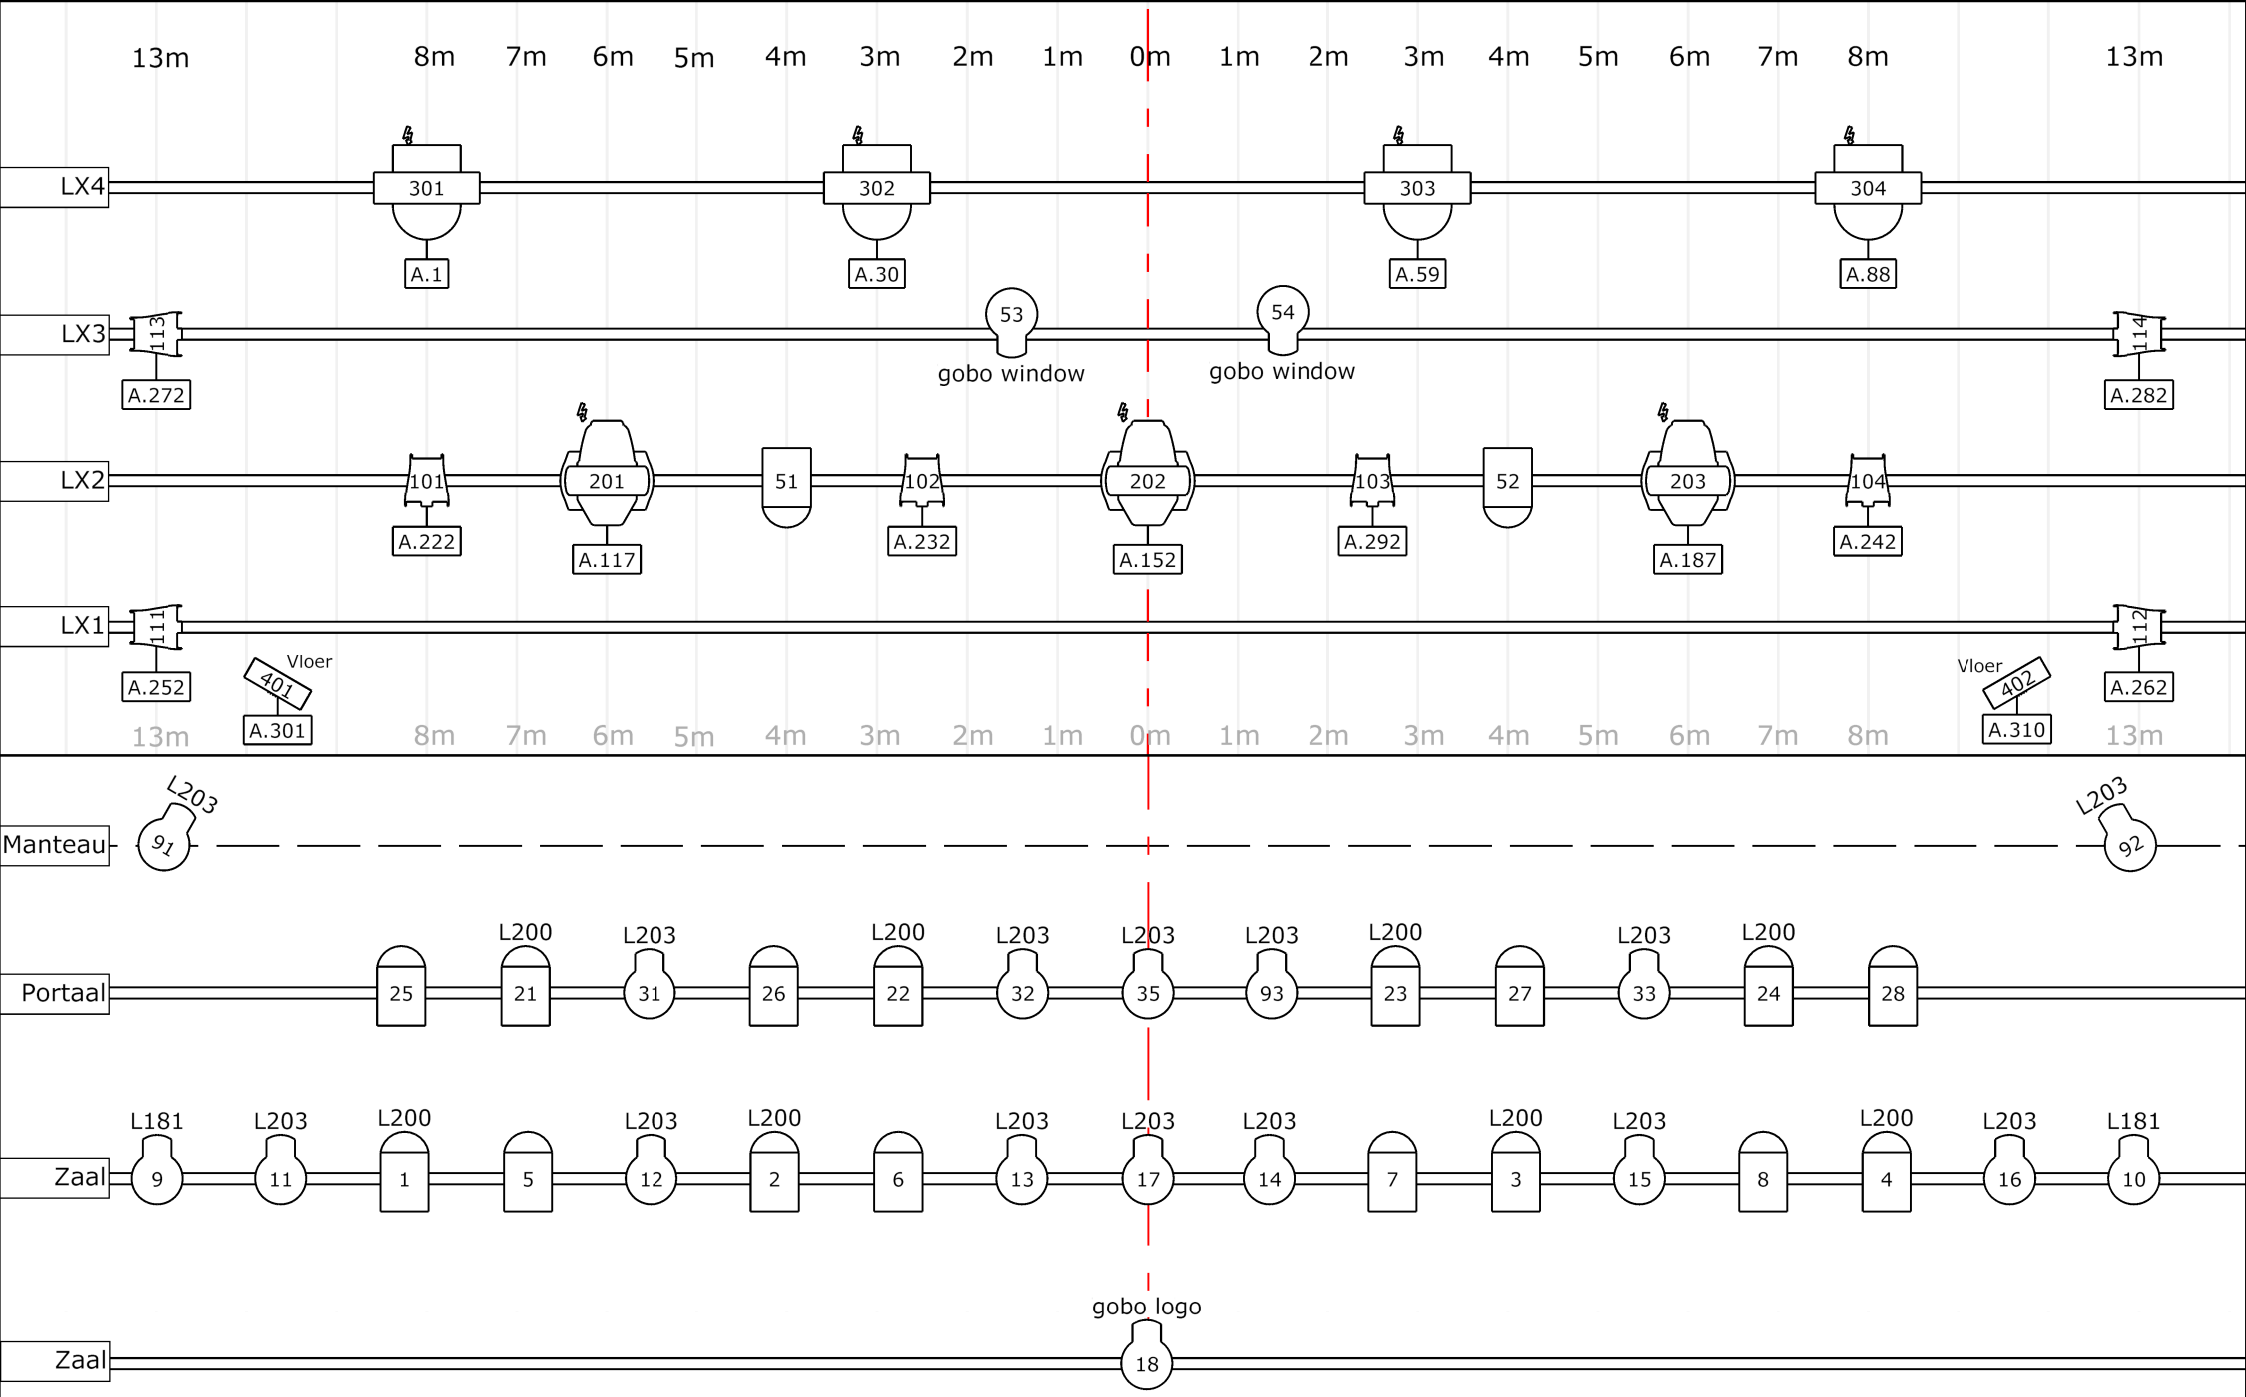 13m 8m 7m 6m 5m 4m 3m 2m 1m 0m 1m 2m 3m 4m 5m 6m 7m 8m 13m
LX4 301 302 303 304
A.1 A.30 A.59 A.88
LX3 113 53 54 114
gobo window gobo window
A.272 A.282
LX2 101 201 51 102 202 103 52 203 104
A.222 A.232 A.292 A.242
A.117 A.152 A.187
LX1 111 112
Vloer Vloer
A.252 401 402 A.262
A.301 A.310
13m 8m 7m 6m 5m 4m 3m 2m 1m 0m 1m 2m 3m 4m 5m 6m 7m 8m 13m
L203 L203
Manteau 91 92
L200 L203 L200 L203 L203 L203 L200 L203 L200
Portaal 25 21 31 26 22 32 35 93 23 27 33 24 28
L181 L203 L200 L203 L200 L203 L203 L203 L200 L203 L200 L203 L181
Zaal 9 11 1 5 12 2 6 13 17 14 7 3 15 8 4 16 10
gobo logo
Zaal 18